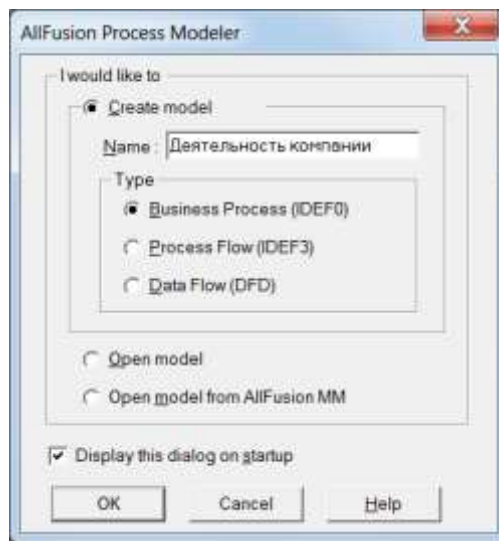 AllFusion Process Modeler
I would like to
Create model
Name : Деятельность компании
Type
Business Process (IDEF0)
Process Flow (IDEF3)
Data Flow (DFD)
Open model
Open model from AllFusion MM
Display this dialog on startup
OK Cancel Help